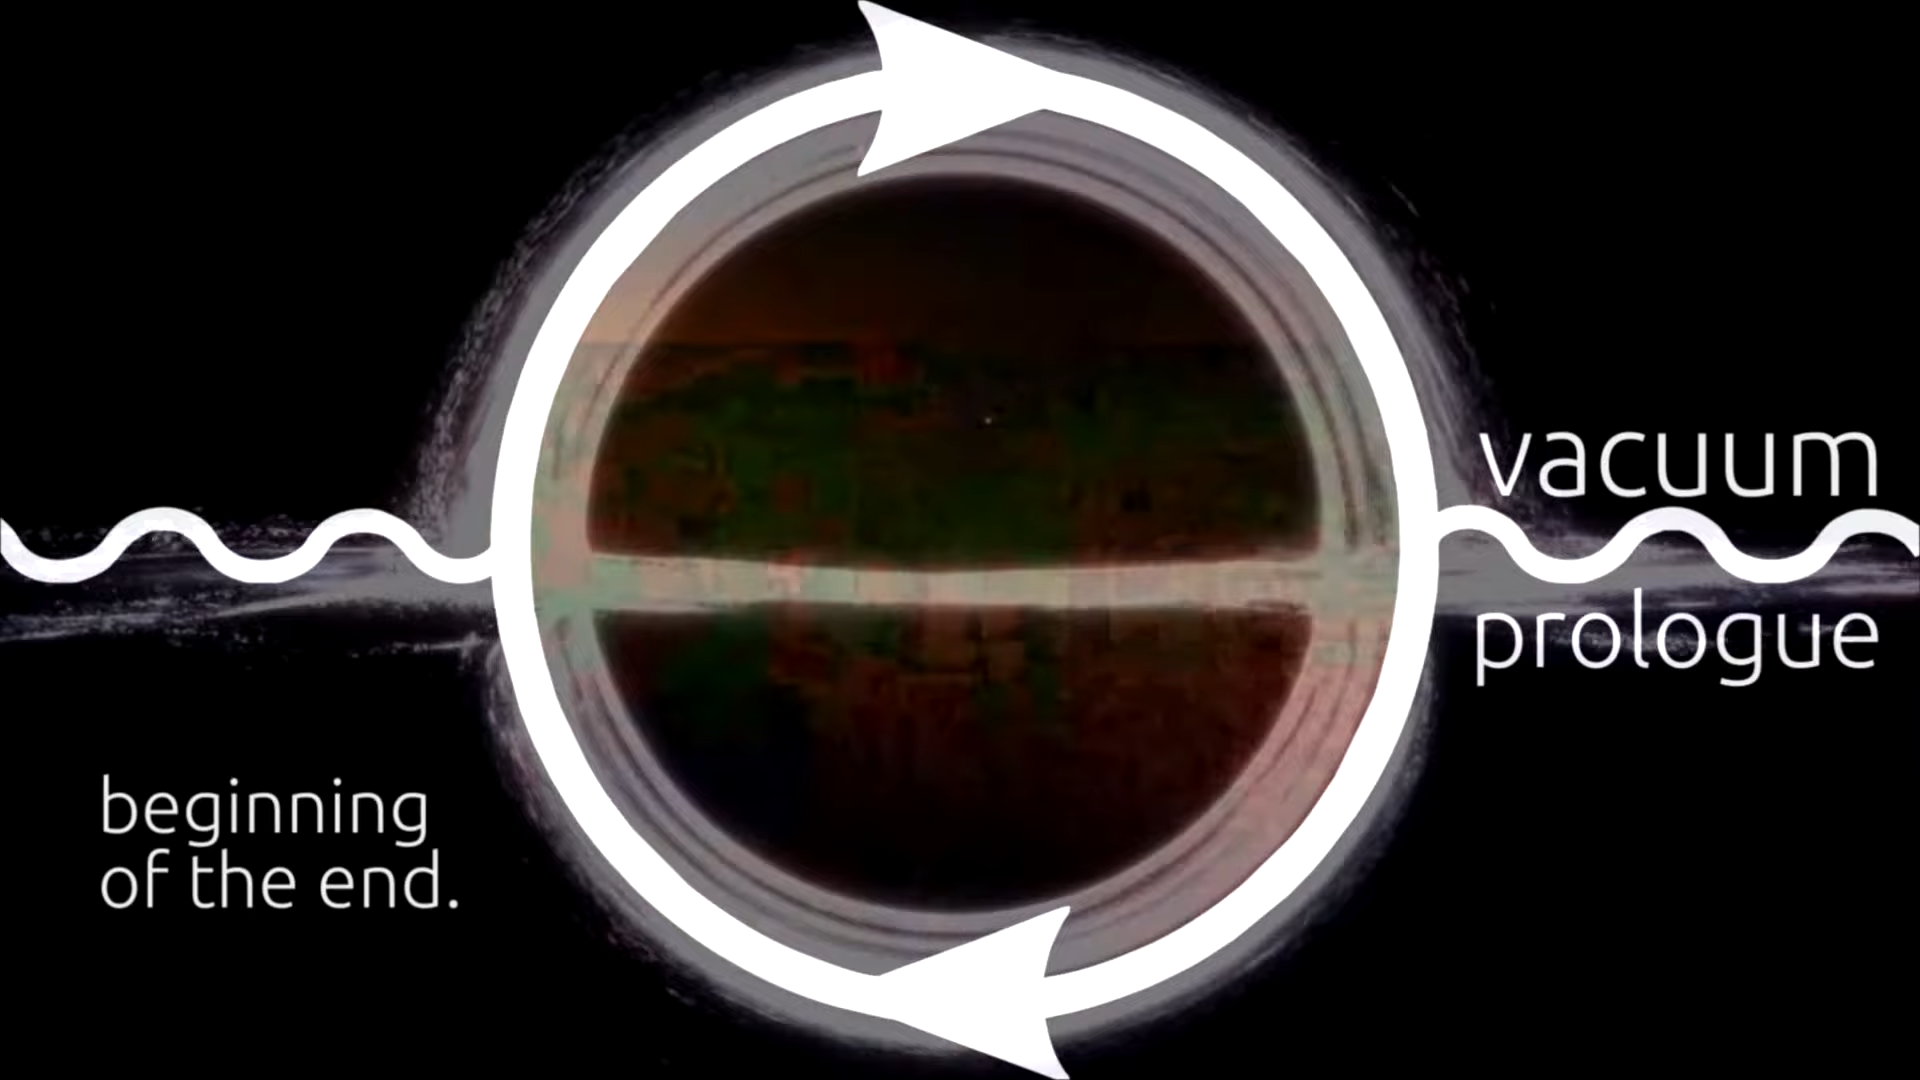 vacuum
prologue
beginning
of the end.